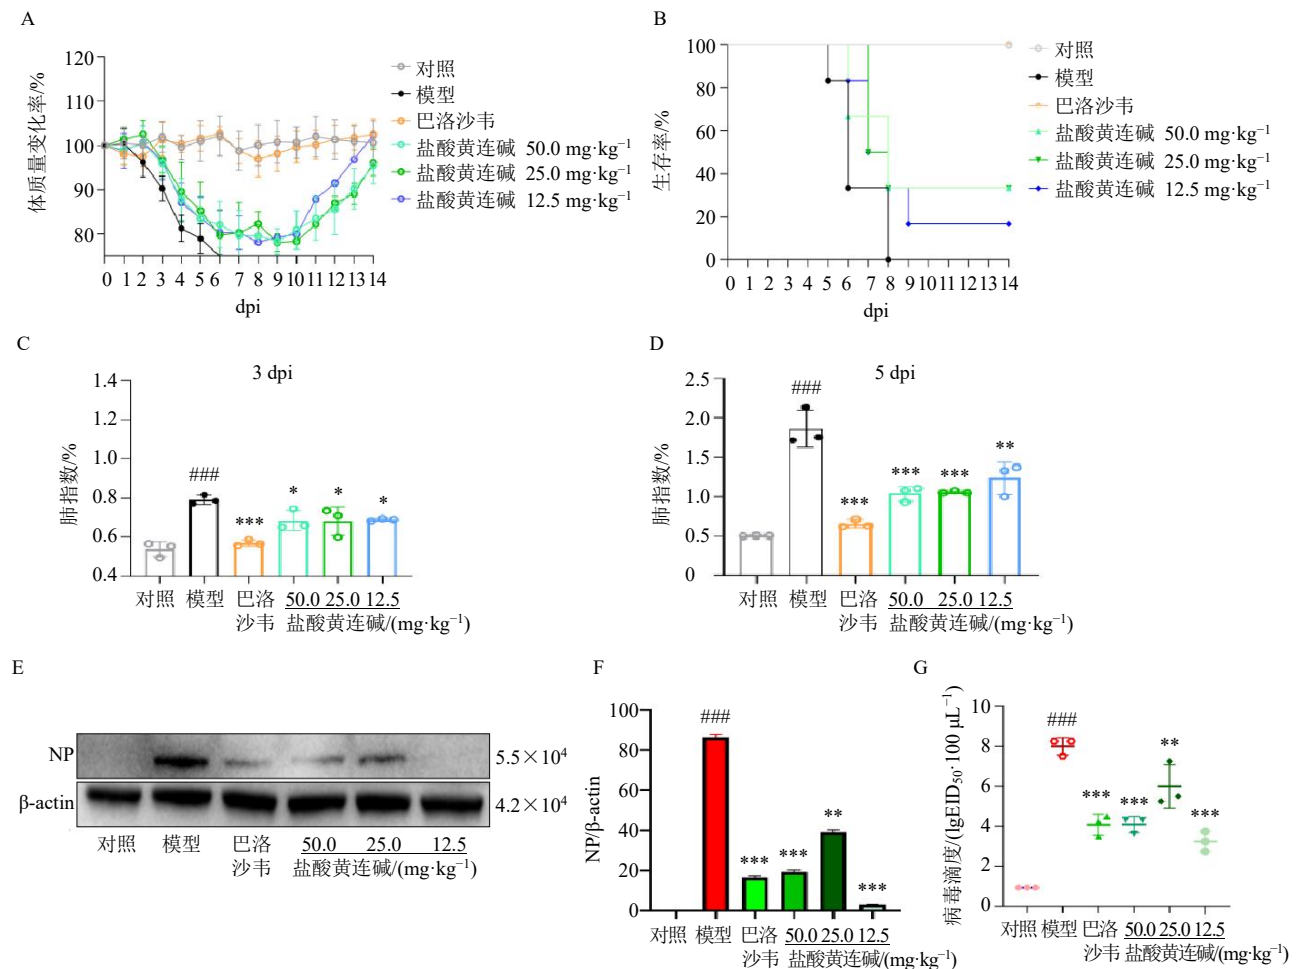 A
体质量变化率/%
120
110
100
90
80
0 1 2 3 4 5 6 7 8 9 10 11 12 13 14
dpi
对照
模型
巴洛沙韦
盐酸黄连碱 50.0 mg·kg⁻¹
盐酸黄连碱 25.0 mg·kg⁻¹
盐酸黄连碱 12.5 mg·kg⁻¹
B
生存率/%
100
80
60
40
20
0
0 1 2 3 4 5 6 7 8 9 10 11 12 13 14
dpi
对照
模型
巴洛沙韦
盐酸黄连碱 50.0 mg·kg⁻¹
盐酸黄连碱 25.0 mg·kg⁻¹
盐酸黄连碱 12.5 mg·kg⁻¹
C
3 dpi
肺指数/%
1.4
1.2
1.0
0.8
0.6
0.4
###
***
*
*
*
对照 模型 巴洛沙韦 50.0 25.0 12.5
盐酸黄连碱/(mg·kg⁻¹)
D
5 dpi
肺指数/%
2.5
2.0
1.5
1.0
0.5
0
###
***
***
***
**
对照 模型 巴洛沙韦 50.0 25.0 12.5
盐酸黄连碱/(mg·kg⁻¹)
E
NP
5.5×10⁴
β-actin
4.2×10⁴
对照 模型 巴洛沙韦 50.0 25.0 12.5
盐酸黄连碱/(mg·kg⁻¹)
F
NP/β-actin
100
80
60
40
20
0
###
***
***
**
***
对照 模型 巴洛沙韦 50.0 25.0 12.5
盐酸黄连碱/(mg·kg⁻¹)
G
病毒滴度/(lgEID₅₀·100 μL⁻¹)
10
8
6
4
2
0
###
***
***
**
***
对照 模型 巴洛沙韦 50.0 25.0 12.5
盐酸黄连碱/(mg·kg⁻¹)